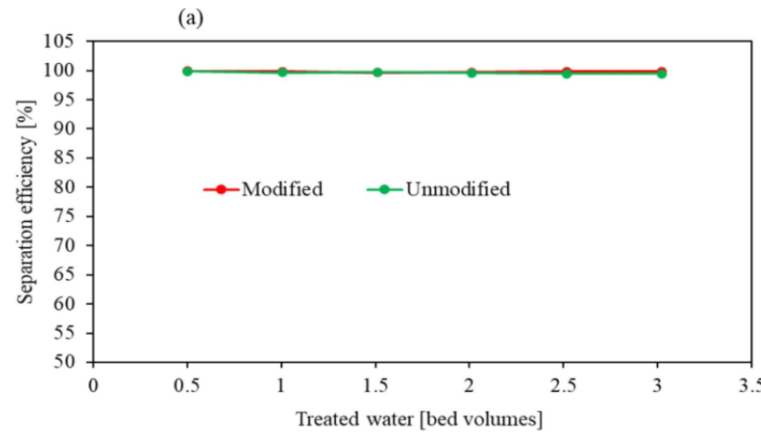 (a)
Separation efficiency [%]
105
100
95
90
85
80
75
70
65
60
55
50
Modified
Unmodified
0 0.5 1 1.5 2 2.5 3 3.5
Treated water [bed volumes]